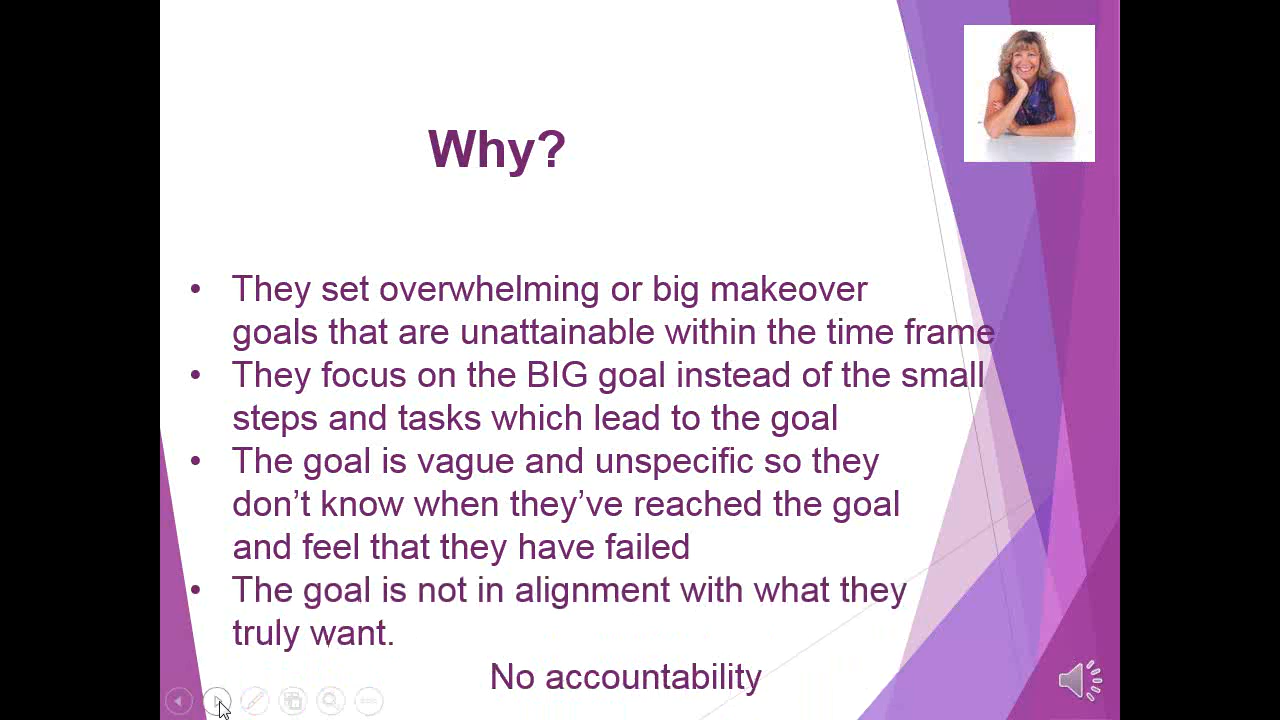 Why?
• They set overwhelming or big makeover
goals that are unattainable within the time frame
• They focus on the BIG goal instead of the small
steps and tasks which lead to the goal
• The goal is vague and unspecific so they
don’t know when they’ve reached the goal
and feel that they have failed
• The goal is not in alignment with what they
truly want.
No accountability